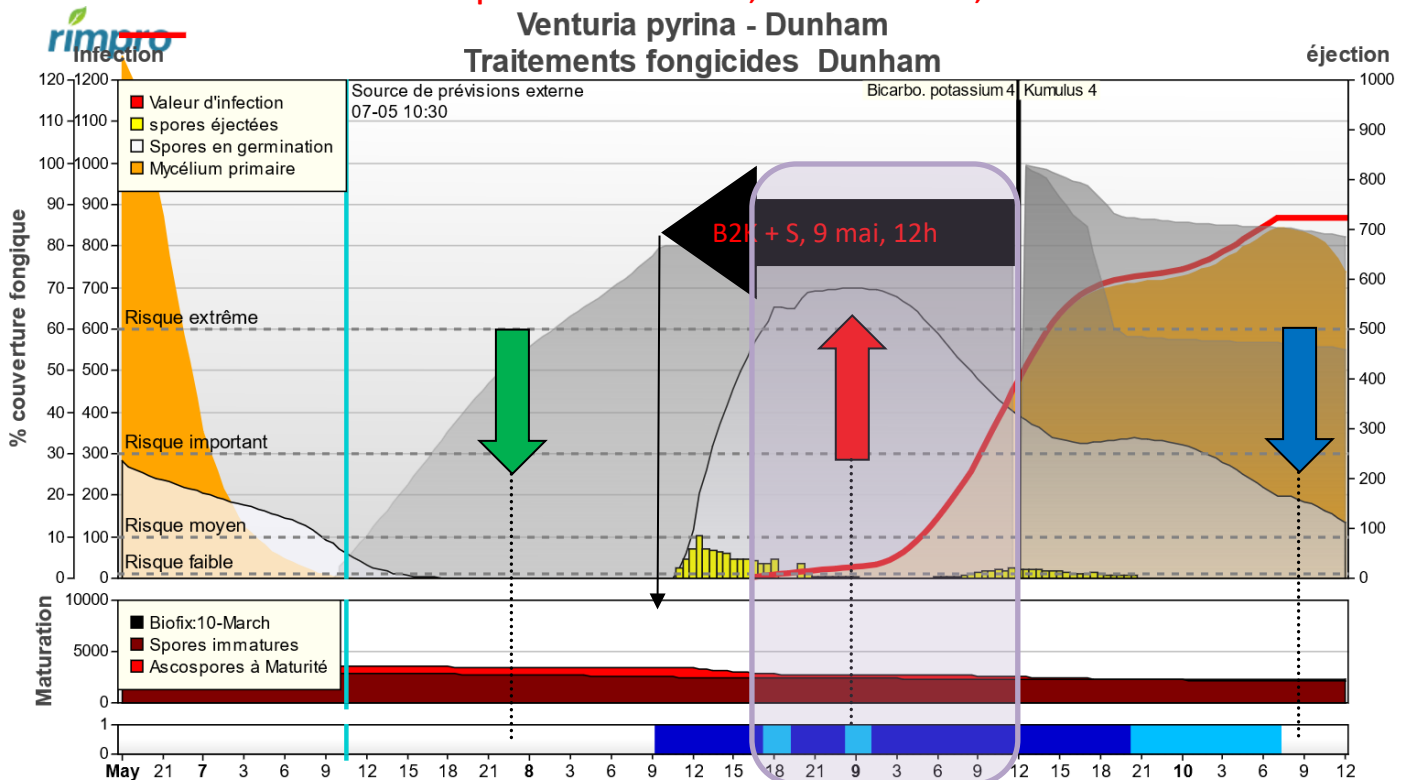 rimpro
Venturia pyrina - Dunham
Traitements fongicides Dunham
Infection
éjection
Source de prévisions externe
07-05 10:30
Bicarbo. potassium 4 Kumulus 4
Valeur d'infection
spores éjectées
Spores en germination
Mycélium primaire
B2K + S, 9 mai, 12h
Risque extrême
Risque important
Risque moyen
Risque faible
% couverture fongique
120 1200 1000
110 1100 900
100 1000 800
90 900 700
80 800 600
70 700 500
60 600 400
50 500 300
40 400 200
30 300 100
20 200 0
10 100
0 0
Maturation
10000
5000
0
Biofix:10-March
Spores immatures
Ascospores à Maturité
1
0
May 21 7 3 6 9 12 15 18 21 8 3 6 9 12 15 18 21 9 3 6 9 12 15 18 21 10 3 6 9 12